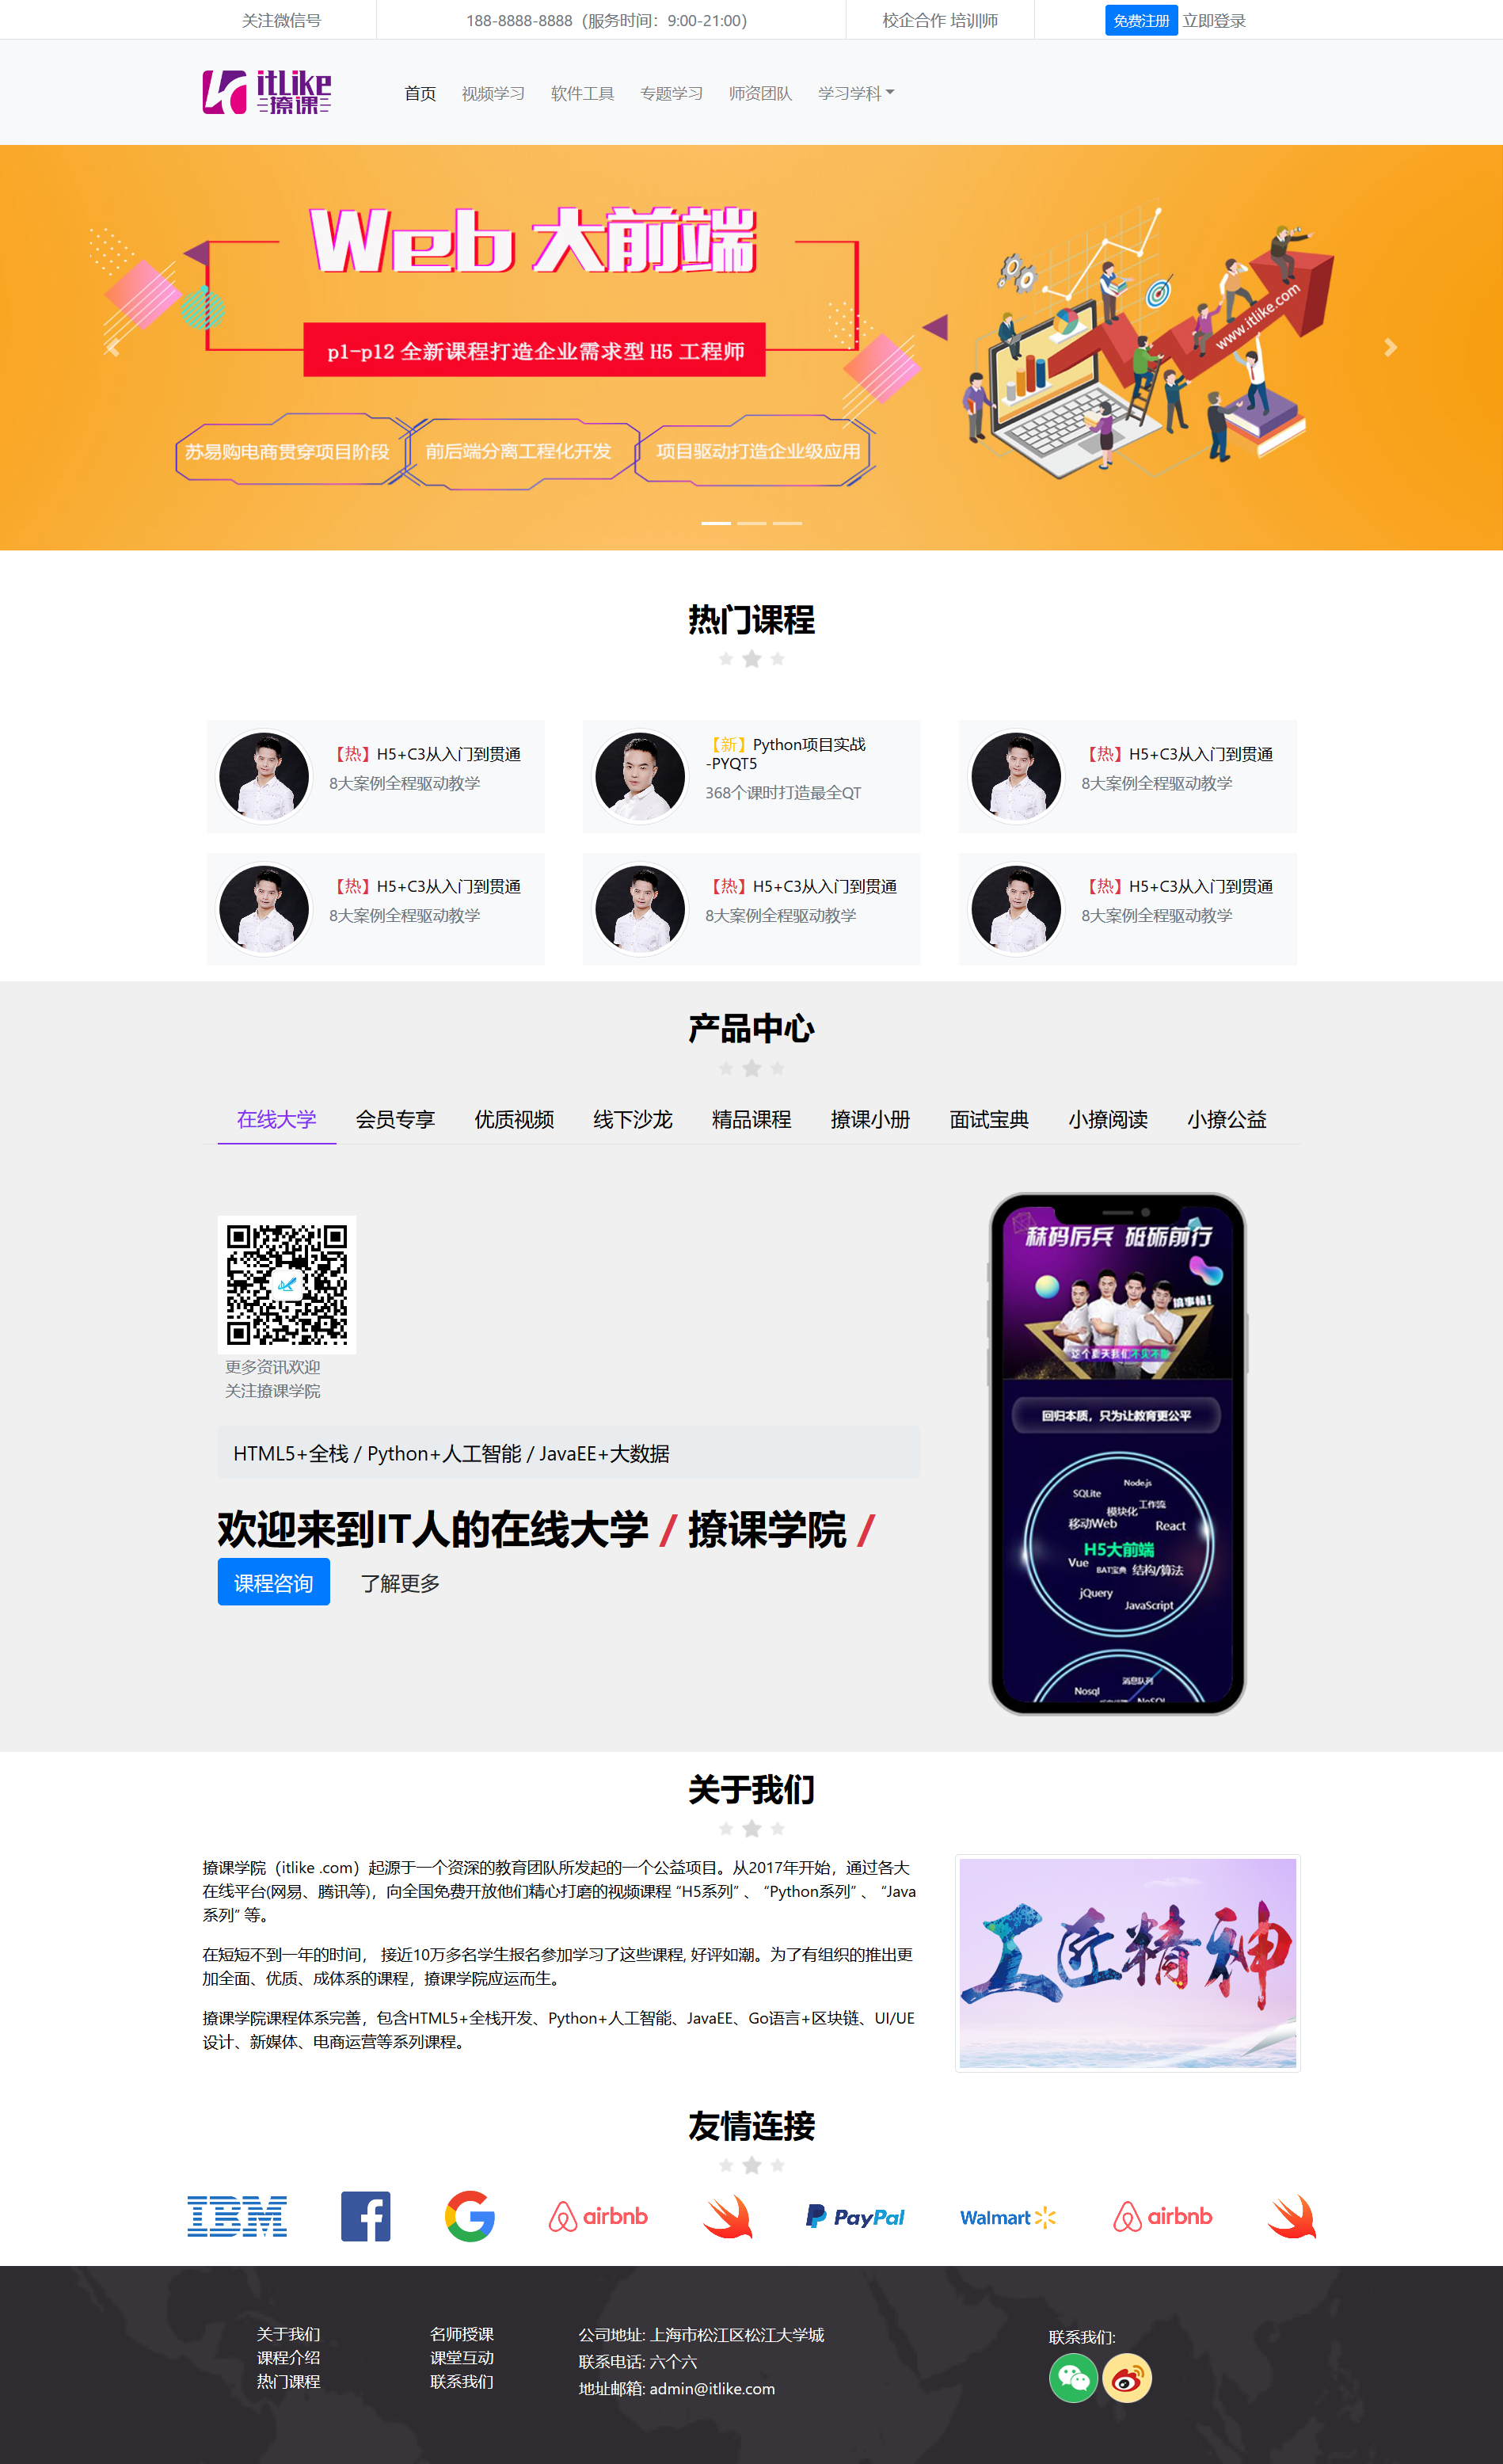 关注微信号
188-8888-8888（服务时间：9:00-21:00）
校企合作 培训师
免费注册 立即登录
itLike
撩课
首页 视频学习 软件工具 专题学习 师资团队 学习学科
Web 大前端
p1-p12 全新课程打造企业需求型 H5 工程师
苏易购电商贯穿项目阶段
前后端分离工程化开发
项目驱动打造企业级应用
www.itlike.com
热门课程
【热】H5+C3从入门到贯通
8大案例全程驱动教学
【新】Python项目实战
-PYQT5
368个课时打造最全QT
【热】H5+C3从入门到贯通
8大案例全程驱动教学
【热】H5+C3从入门到贯通
8大案例全程驱动教学
【热】H5+C3从入门到贯通
8大案例全程驱动教学
【热】H5+C3从入门到贯通
8大案例全程驱动教学
产品中心
在线大学 会员专享 优质视频 线下沙龙 精品课程 撩课小册 面试宝典 小撩阅读 小撩公益
更多资讯欢迎
关注撩课学院
HTML5+全栈 / Python+人工智能 / JavaEE+大数据
欢迎来到IT人的在线大学 / 撩课学院 /
课程咨询 了解更多
秣码厉兵 砥砺前行
搞事情！
这个夏天我们不见不散
回归本质，只为让教育更公平
Node.js
SQLite
模块化 工作流
移动Web React
H5大前端
Vue BAT宝典 结构/算法
jQuery
JavaScript
消息队列
Nosql
NoSQL
关于我们
撩课学院（itlike .com）起源于一个资深的教育团队所发起的一个公益项目。从2017年开始，通过各大
在线平台(网易、腾讯等)，向全国免费开放他们精心打磨的视频课程 “H5系列” 、 “Python系列” 、 “Java
系列” 等。
在短短不到一年的时间， 接近10万多名学生报名参加学习了这些课程, 好评如潮。为了有组织的推出更
加全面、优质、成体系的课程，撩课学院应运而生。
撩课学院课程体系完善，包含HTML5+全栈开发、Python+人工智能、JavaEE、Go语言+区块链、UI/UE
设计、新媒体、电商运营等系列课程。
工匠精神
友情连接
IBM
airbnb
PayPal
Walmart
airbnb
关于我们
课程介绍
热门课程
名师授课
课堂互动
联系我们
公司地址: 上海市松江区松江大学城
联系电话: 六个六
地址邮箱: admin@itlike.com
联系我们: